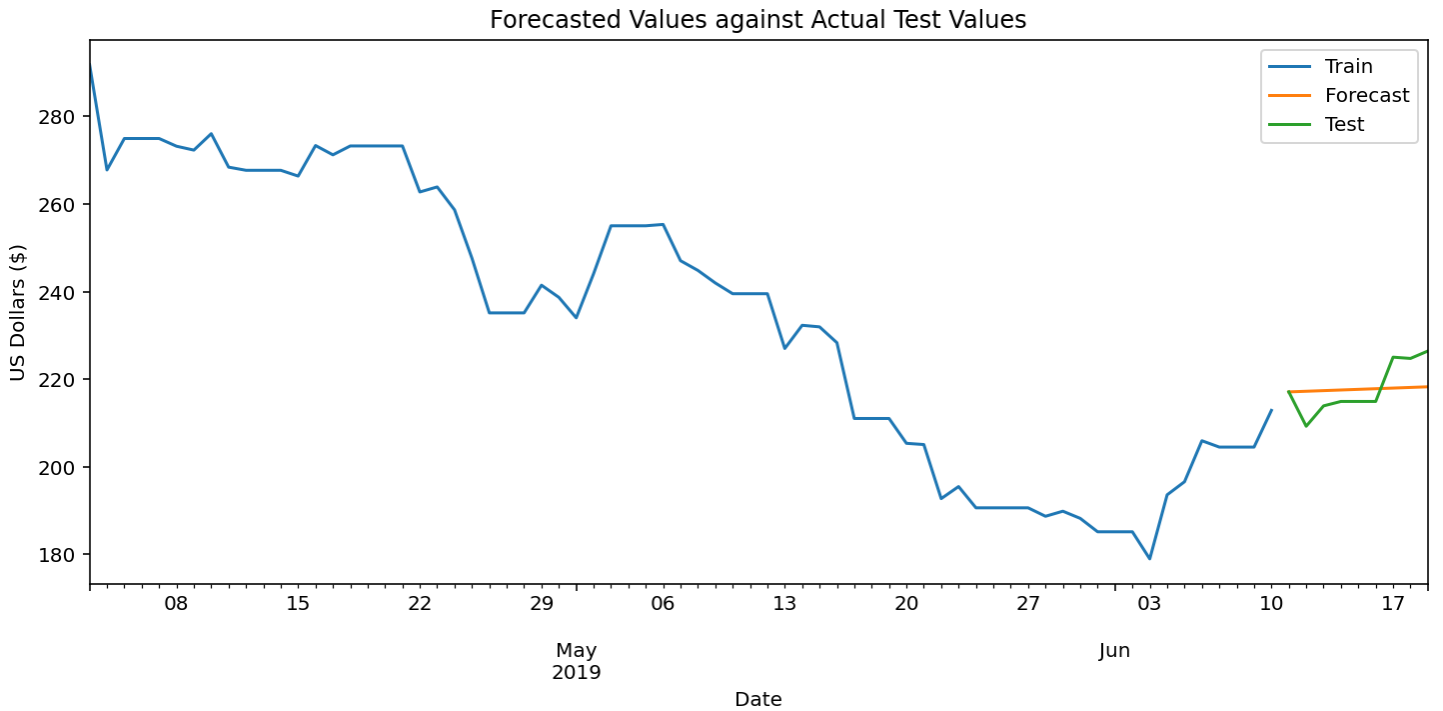 Forecasted Values against Actual Test Values
Train
Forecast
Test
US Dollars ($)
280
260
240
220
200
180
08 15 22 29 06 13 20 27 03 10 17
May Jun
2019
Date